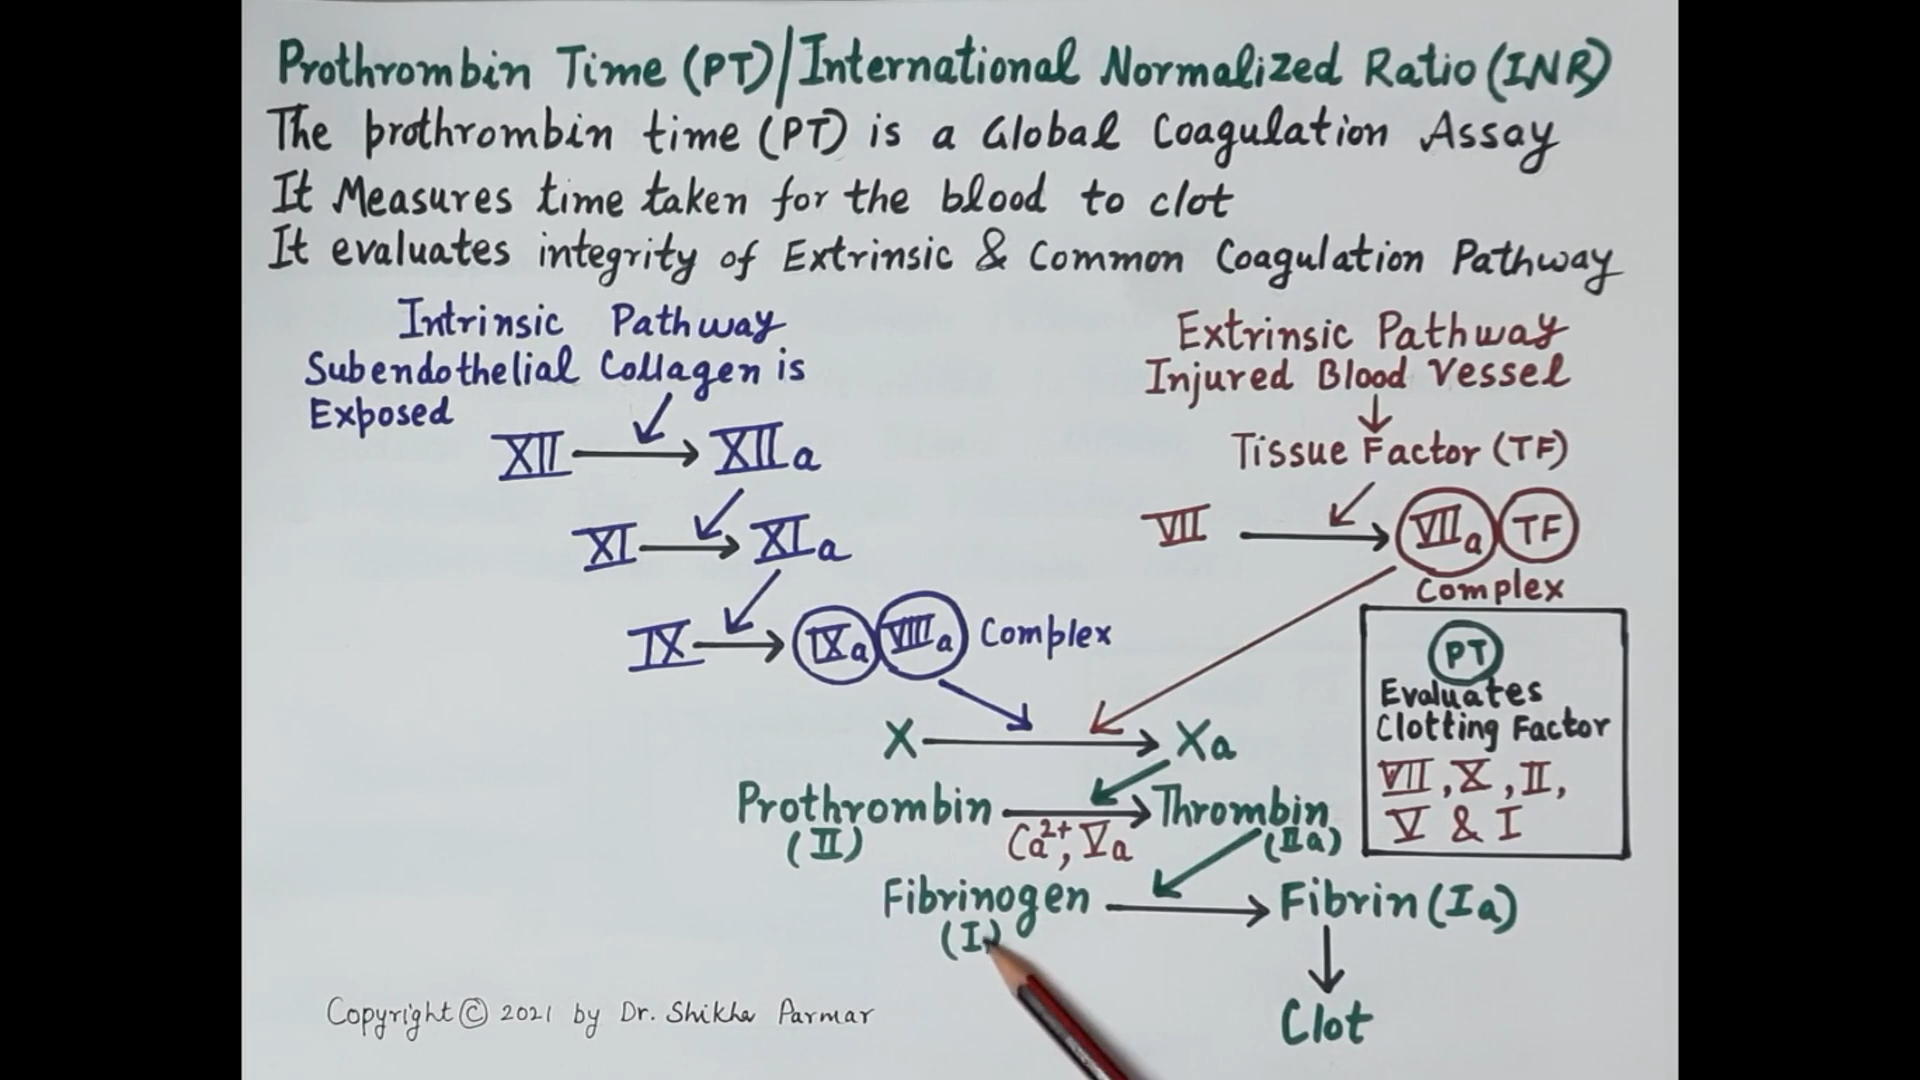 Prothrombin Time (PT)/International Normalized Ratio (INR)
The prothrombin time (PT) is a Global Coagulation Assay
It Measures time taken for the blood to clot
It evaluates integrity of Extrinsic & Common Coagulation Pathway
Intrinsic Pathway
Subendothelial Collagen is
Exposed
XII XIIa
XI XIa
IX IXa VIIIa Complex
Extrinsic Pathway
Injured Blood Vessel
Tissue Factor (TF)
VII VIIa TF
Complex
X Xa
Prothrombin Thrombin
(II) Ca2+, Va (IIa)
Fibrinogen Fibrin (Ia)
(I)
Clot
PT
Evaluates
Clotting Factor
VII, X, II,
V & I
Copyright © 2021 by Dr. Shikha Parmar